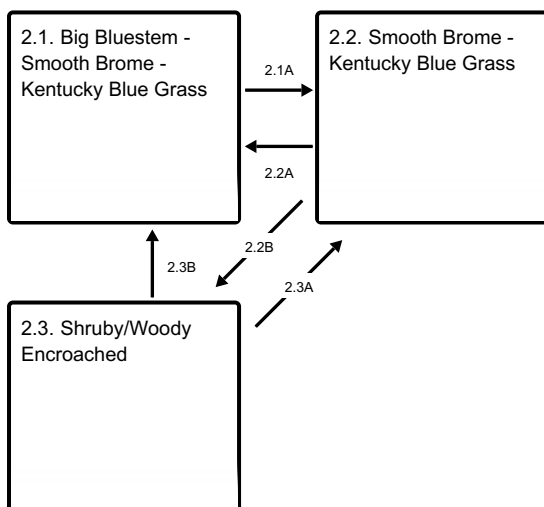 2.1. Big Bluestem -
Smooth Brome -
Kentucky Blue Grass
2.1A
2.2. Smooth Brome -
Kentucky Blue Grass
2.2A
2.2B
2.3B
2.3A
2.3. Shruby/Woody
Encroached